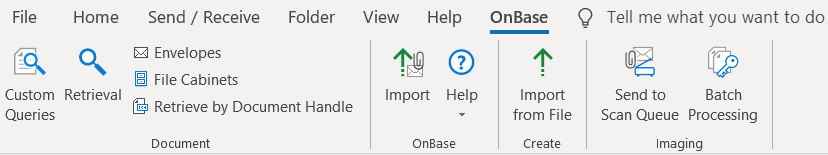 File Home Send / Receive Folder View Help OnBase Tell me what you want to do
Custom Queries
Retrieval
Envelopes
File Cabinets
Retrieve by Document Handle
Document
Import
Help
OnBase
Import from File
Create
Send to Scan Queue
Batch Processing
Imaging